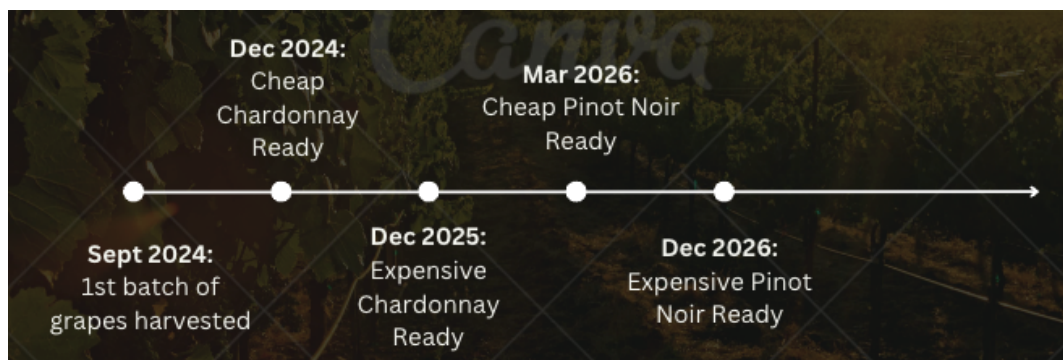 Canva
Dec 2024:
Cheap
Chardonnay
Ready
Mar 2026:
Cheap Pinot Noir
Ready
Sept 2024:
1st batch of
grapes harvested
Dec 2025:
Expensive
Chardonnay
Ready
Dec 2026:
Expensive Pinot
Noir Ready